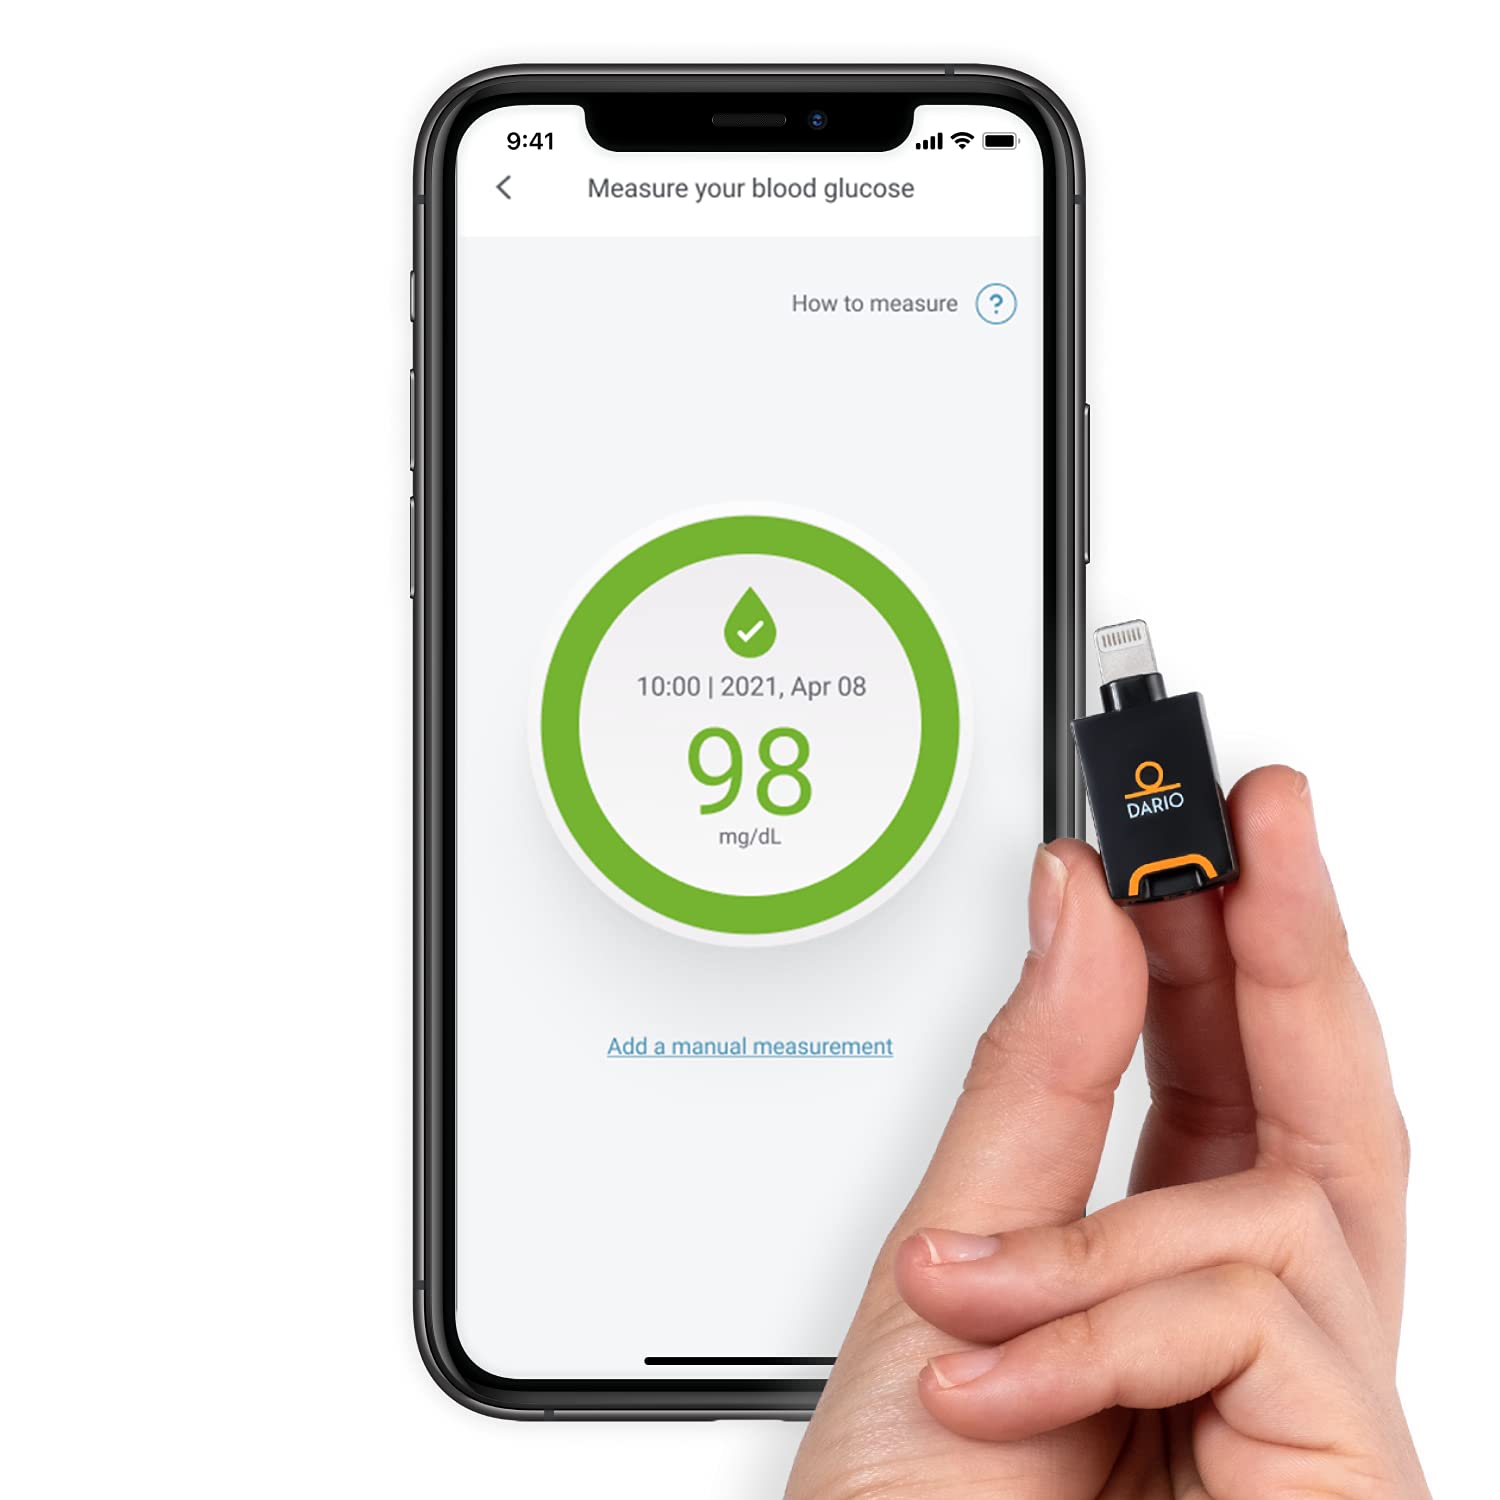 9:41
Measure your blood glucose
How to measure ?
10:00 | 2021, Apr 08
98
mg/dL
Add a manual measurement
DARIO